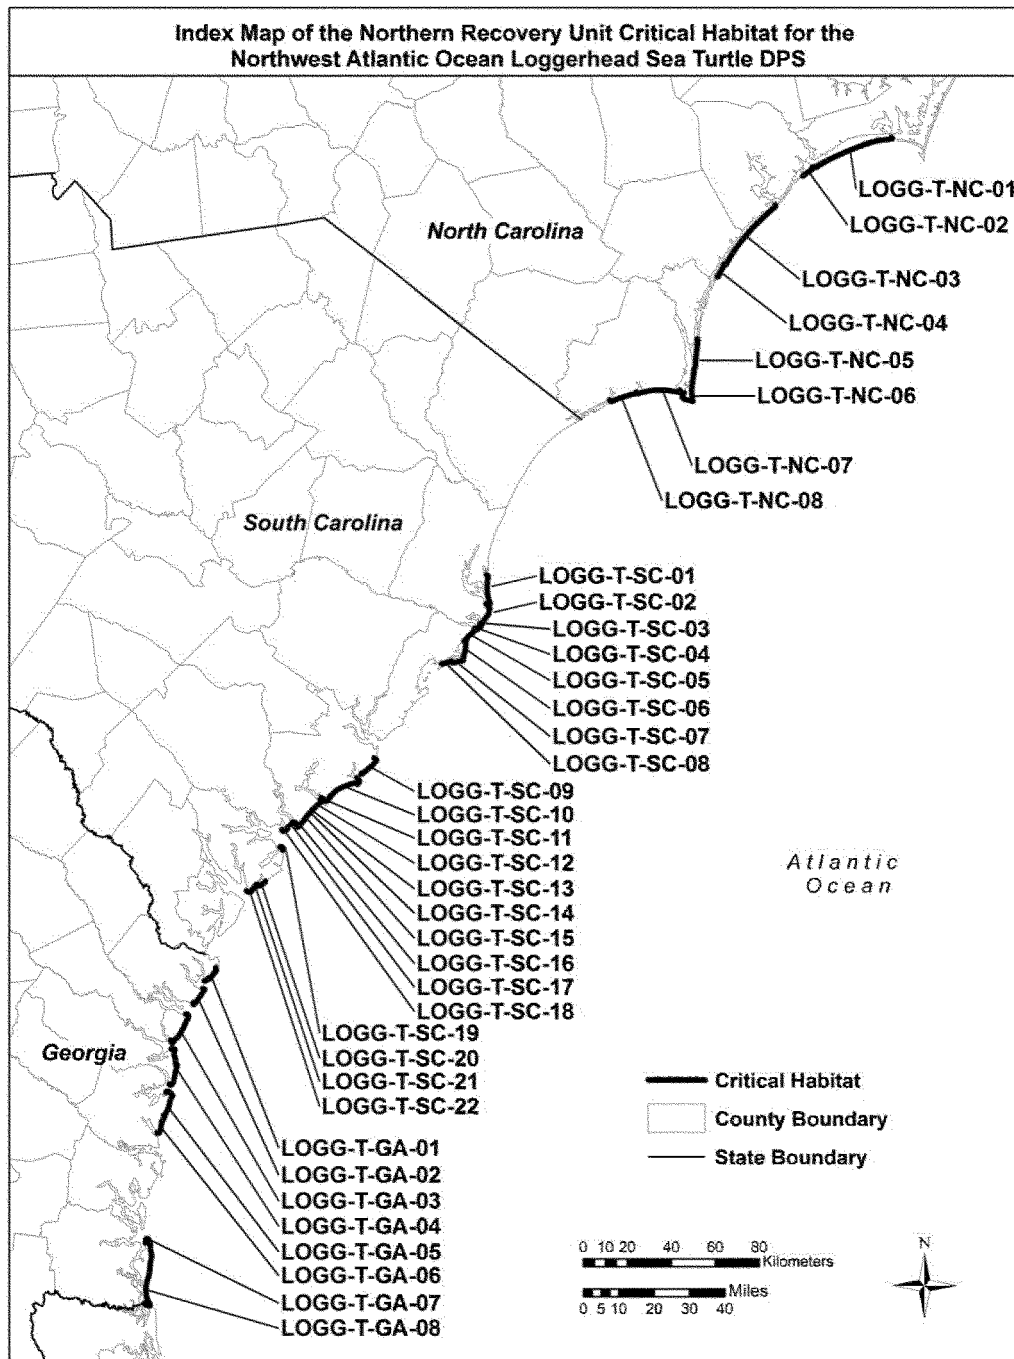 Index Map of the Northern Recovery Unit Critical Habitat for the
Northwest Atlantic Ocean Loggerhead Sea Turtle DPS
LOGG-T-NC-01
LOGG-T-NC-02
North Carolina
LOGG-T-NC-03
LOGG-T-NC-04
LOGG-T-NC-05
LOGG-T-NC-06
LOGG-T-NC-07
LOGG-T-NC-08
South Carolina
LOGG-T-SC-01
LOGG-T-SC-02
LOGG-T-SC-03
LOGG-T-SC-04
LOGG-T-SC-05
LOGG-T-SC-06
LOGG-T-SC-07
LOGG-T-SC-08
LOGG-T-SC-09
LOGG-T-SC-10
LOGG-T-SC-11
LOGG-T-SC-12
LOGG-T-SC-13
LOGG-T-SC-14
LOGG-T-SC-15
LOGG-T-SC-16
LOGG-T-SC-17
LOGG-T-SC-18
Atlantic
Ocean
LOGG-T-SC-19
LOGG-T-SC-20
LOGG-T-SC-21
LOGG-T-SC-22
Georgia
LOGG-T-GA-01
LOGG-T-GA-02
LOGG-T-GA-03
LOGG-T-GA-04
LOGG-T-GA-05
LOGG-T-GA-06
LOGG-T-GA-07
LOGG-T-GA-08
Critical Habitat
County Boundary
State Boundary
0 10 20 40 60 80
Kilometers
Miles
0 5 10 20 30 40
N